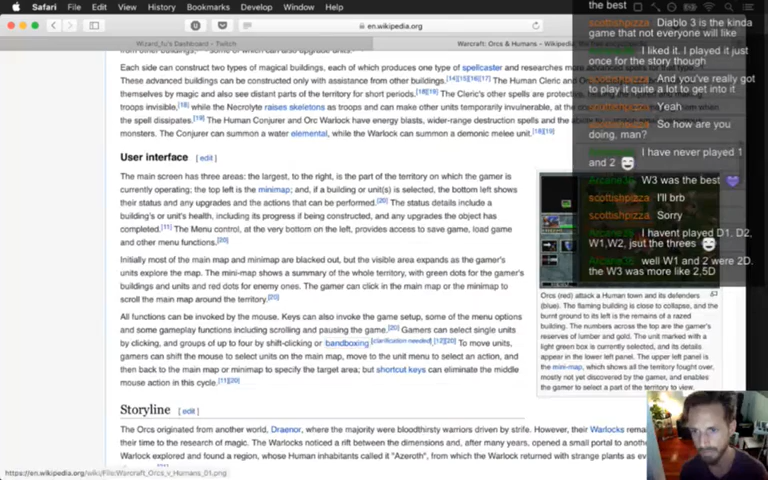 Safari File Edit View History Bookmarks Develop Window Help
en.wikipedia.org
Wizard_fu's Dashboard - Twitch
Warcraft: Orcs & Humans – Wikipedia
Each side can construct two types of magical buildings, each of which produces one type of spellcaster and researches more
These advanced buildings can be constructed only with assistance from other buildings.[14][15][16][17] The Human Cleric and
themselves by magic and also see distant parts of the territory for short periods.[18][19] The Cleric's other spells are
troops invisible,[18] while the Necrolyte raises skeletons as troops and can make other units temporarily invulnerable, at
the spell dissipates.[19] The Human Conjurer and Orc Warlock have energy blasts, wider-range destruction spells and
monsters. The Conjurer can summon a water elemental, while the Warlock can summon a demonic melee unit.[18][19]
User interface [edit]
The main screen has three areas: the largest, to the right, is the part of the territory on which the gamer is
currently operating; the top left is the minimap; and, if a building or unit(s) is selected, the bottom left shows
their status and any upgrades and the actions that can be performed.[20] The status details include a
building's or unit's health, including its progress if being constructed, and any upgrades the object has
completed.[11] The Menu control, at the very bottom on the left, provides access to save game, load game
and other menu functions.[20]
Initially most of the main map and minimap are blacked out, but the visible area expands as the gamer's
units explore the map. The mini-map shows a summary of the whole territory, with green dots for the gamer's
buildings and units and red dots for enemy ones. The gamer can click in the main map or the minimap to
scroll the main map around the territory.[20]
All functions can be invoked by the mouse. Keys can also invoke the game setup, some of the menu options
and some gameplay functions including scrolling and pausing the game.[20] Gamers can select single units
by clicking, and groups of up to four by shift-clicking or bandboxing.[clarification needed][12][20] To move units,
gamers can shift the mouse to select units on the main map, move to the unit menu to select an action, and
then back to the main map or minimap to specify the target area; but shortcut keys can eliminate the middle
mouse action in this cycle.[11][20]
Storyline [edit]
The Orcs originated from another world, Draenor, where the majority were bloodthirsty warriors driven by strife. However, their Warlocks
their time to the research of magic. The Warlocks noticed a rift between the dimensions and, after many years, opened a small portal to
Warlock explored and found a region, whose Human inhabitants called it "Azeroth", from which the Warlock returned with strange plants as
https://en.wikipedia.org/wiki/File:Warcraft_Orcs_v_Humans_01.png
Orcs (red) attack a Human town and its defenders
(blue). The flaming building is close to collapse, and the
burnt ground to its left is the remains of a razed
building. The numbers across the top are the gamer's
reserves of lumber and gold. The unit marked with a
light green box is currently selected, and its details
appear in the lower left panel. The upper left panel is
the mini-map, which shows all the territory fought over,
mostly not yet discovered by the gamer, and enables
the gamer to select a part of the territory to view.
the best
scottishpizza Diablo 3 is the kinda
game that not everyone will like
I liked it. I played it just
once for the story though
scottishpizza And you've really got
to play it quite a lot to get into it
scottishpizza Yeah
scottishpizza So how are you
doing, man?
I have never played 1
and 2
W3 was the best
scottishpizza I'll brb
scottishpizza Sorry
I havent played D1, D2,
W1,W2, jsut the threes
well W1 and 2 were 2D.
the W3 was more like 2,5D